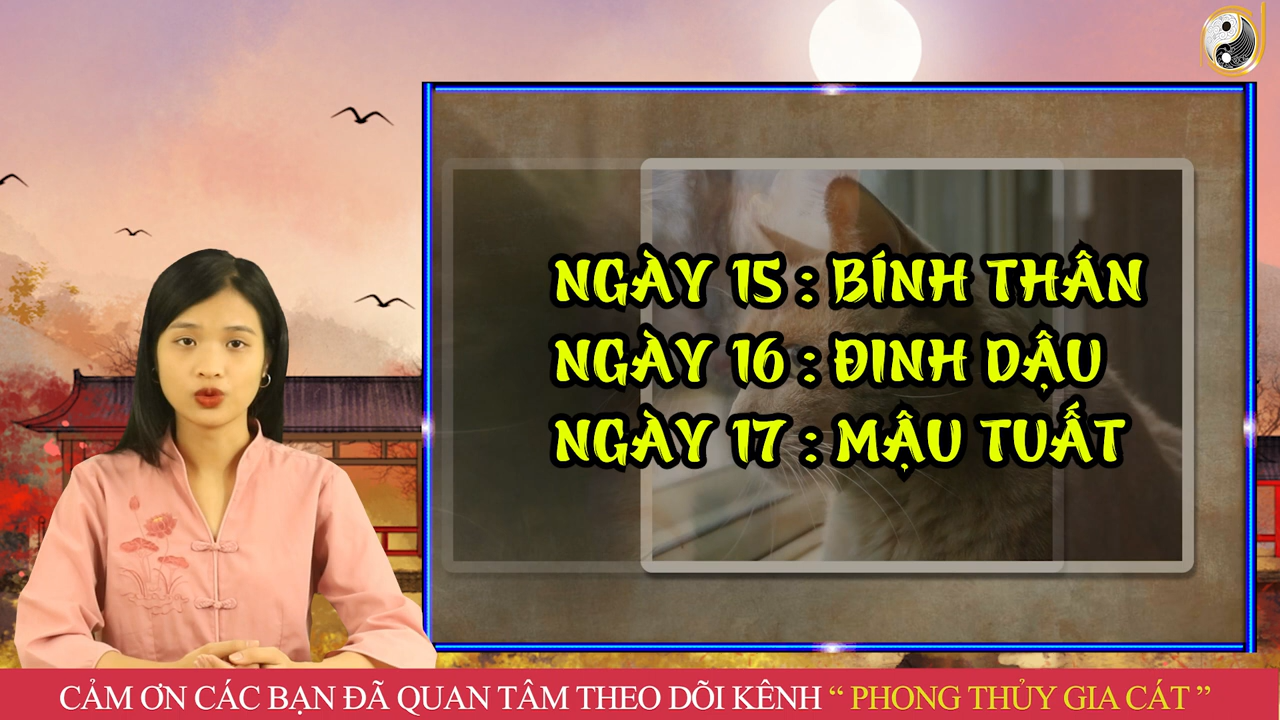 NGÀY 15 : BÍNH THÂN
NGÀY 16 : ĐINH DẬU
NGÀY 17 : MẬU TUẤT
CẢM ƠN CÁC BẠN ĐÃ QUAN TÂM THEO DÕI KÊNH “ PHONG THỦY GIA CÁT ”